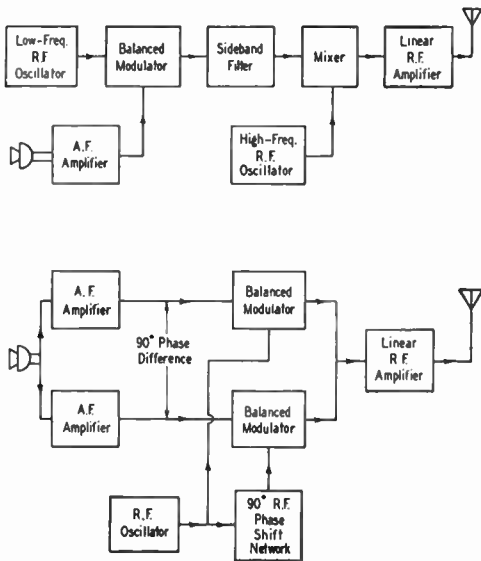 Low-Freq.
R.F.
Oscillator
Balanced
Modulator
Sideband
Filter
Mixer
Linear
R.F.
Amplifier
A.F.
Amplifier
High-Freq.
R.F.
Oscillator
A.F.
Amplifier
Balanced
Modulator
90° Phase
Difference
Linear
R.F.
Amplifier
A.F.
Amplifier
Balanced
Modulator
R.F.
Oscillator
90° R.F.
Phase
Shift
Network